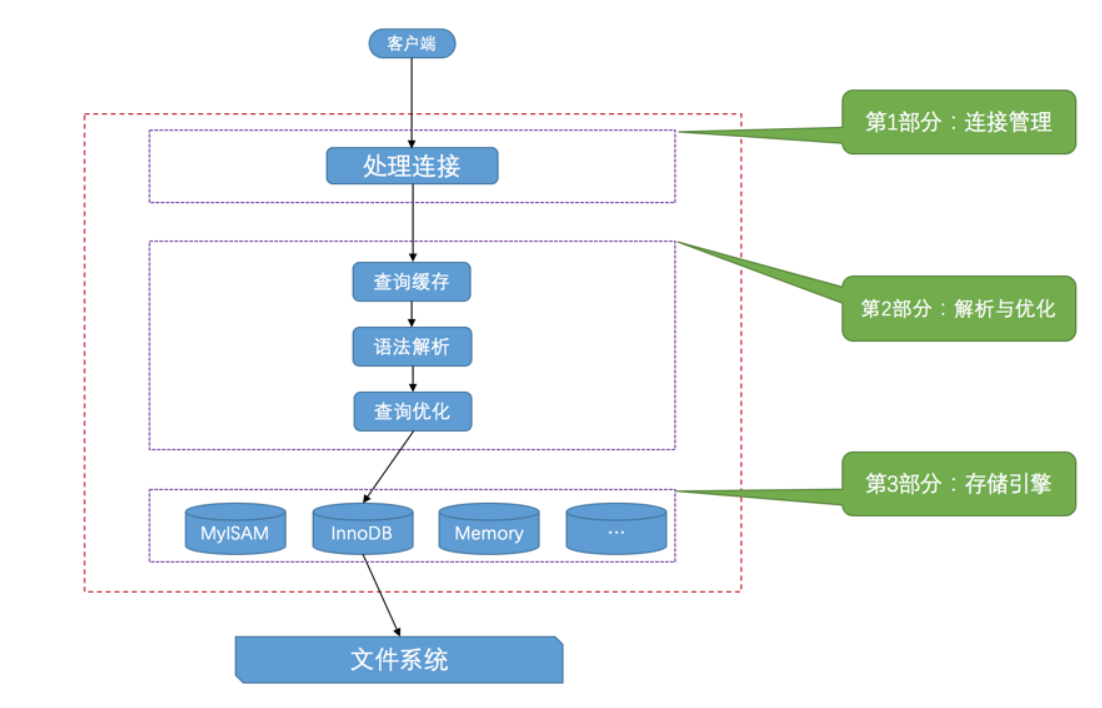 客户端
第1部分：连接管理
处理连接
查询缓存
第2部分：解析与优化
语法解析
查询优化
第3部分：存储引擎
MyISAM
InnoDB
Memory
…
文件系统